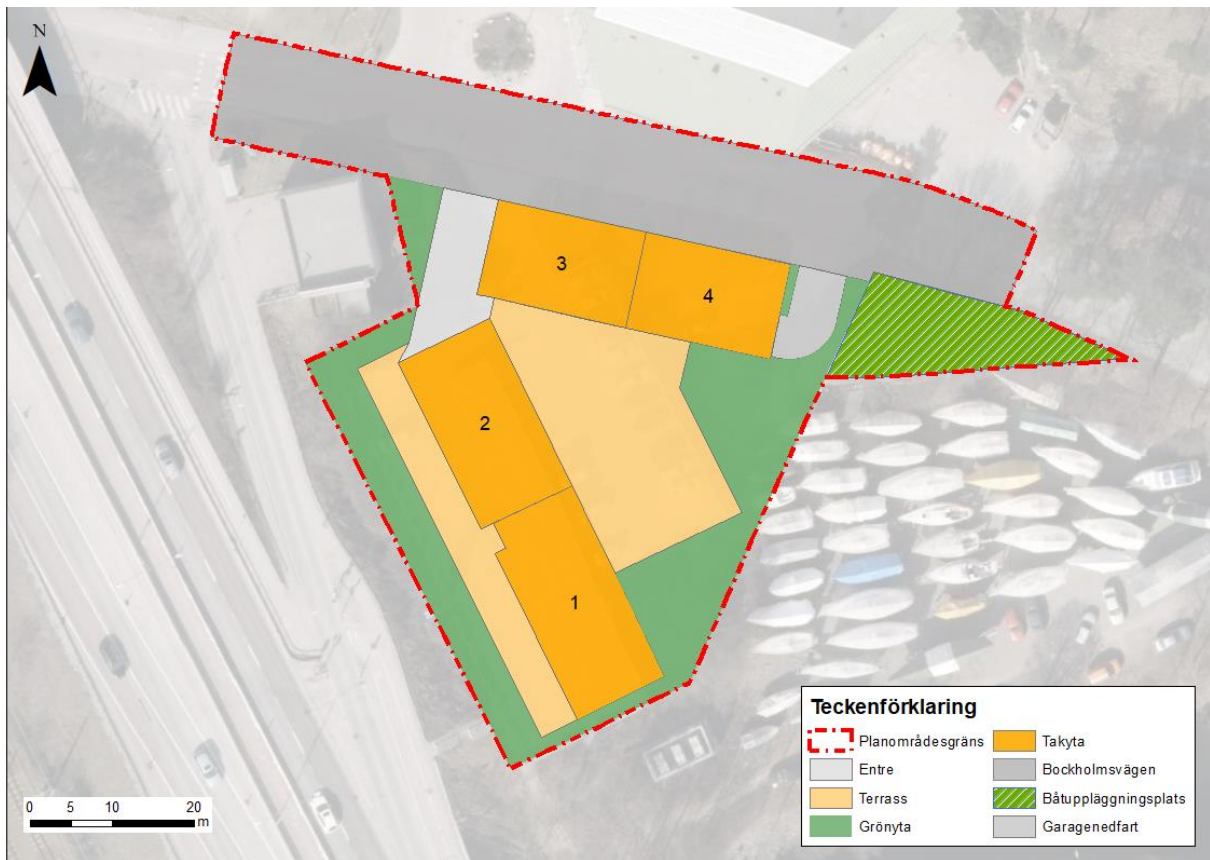 N
3
4
2
1
Teckenförklaring
Planområdesgräns
Takyta
Entre
Bockholmsvägen
Terrass
Båtuppläggningsplats
Grönyta
Garagenedfart
0 5 10 20
m